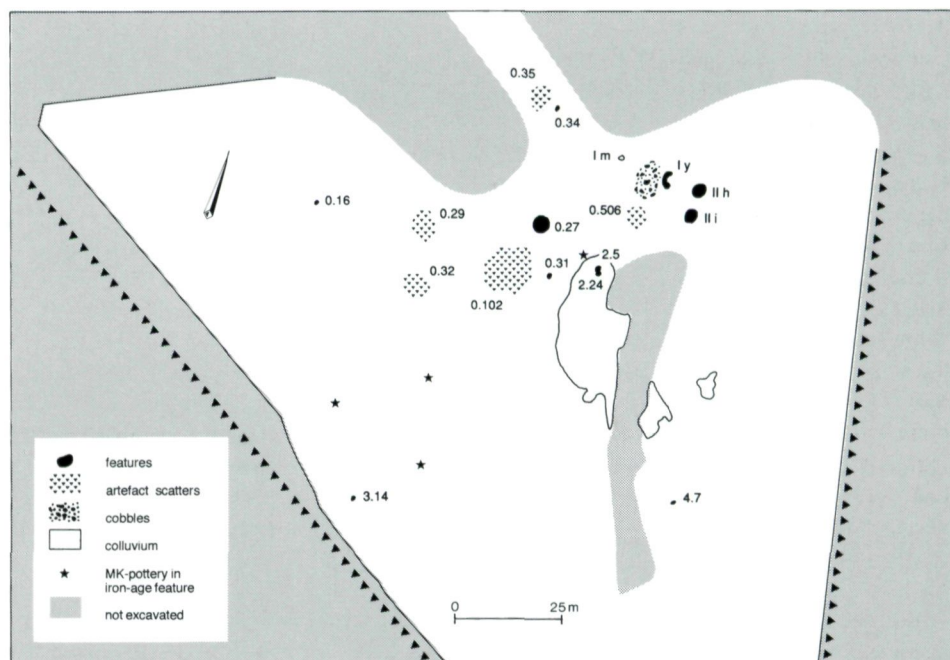 0.35
0.34
I m
I y
II h
0.16
0.29
0.506
II i
0.27
2.5
0.31
0.32
2.24
0.102
3.14
4.7
features
artefact scatters
cobbles
colluvium
MK-pottery in
iron-age feature
not excavated
0 25 m